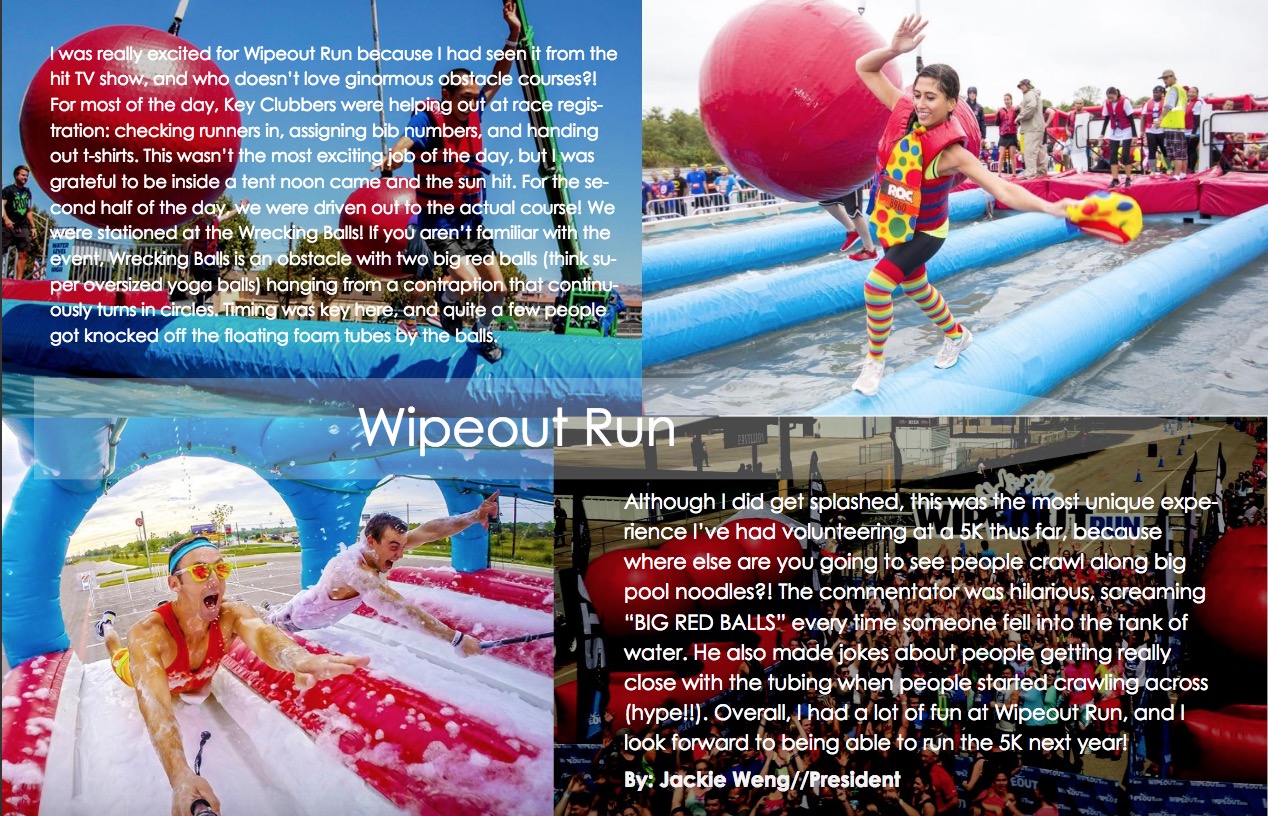 I was really excited for Wipeout Run because I had seen it from the
hit TV show, and who doesn't love ginormous obstacle courses?!
For most of the day, Key Clubbers were helping out at race regis-
tration: checking runners in, assigning bib numbers, and handing
out t-shirts. This wasn't the most exciting job of the day, but I was
grateful to be inside a tent noon came and the sun hit. For the se-
cond half of the day, we were driven out to the actual course! We
were stationed at the Wrecking Balls! If you aren't familiar with the
event, Wrecking Balls is an obstacle with two big red balls (think su-
per oversized yoga balls) hanging from a contraption that continu-
ously turns in circles. Timing was key here, and quite a few people
got knocked off the floating foam tubes by the balls.
WATER
LEVEL
ROC
Wipeout Run
Although I did get splashed, this was the most unique expe-
rience I've had volunteering at a 5K thus far, because
where else are you going to see people crawl along big
pool noodles?! The commentator was hilarious, screaming
"BIG RED BALLS" every time someone fell into the tank of
water. He also made jokes about people getting really
close with the tubing when people started crawling across
(hype!!). Overall, I had a lot of fun at Wipeout Run, and I
look forward to being able to run the 5K next year!
By: Jackie Weng//President
RUN